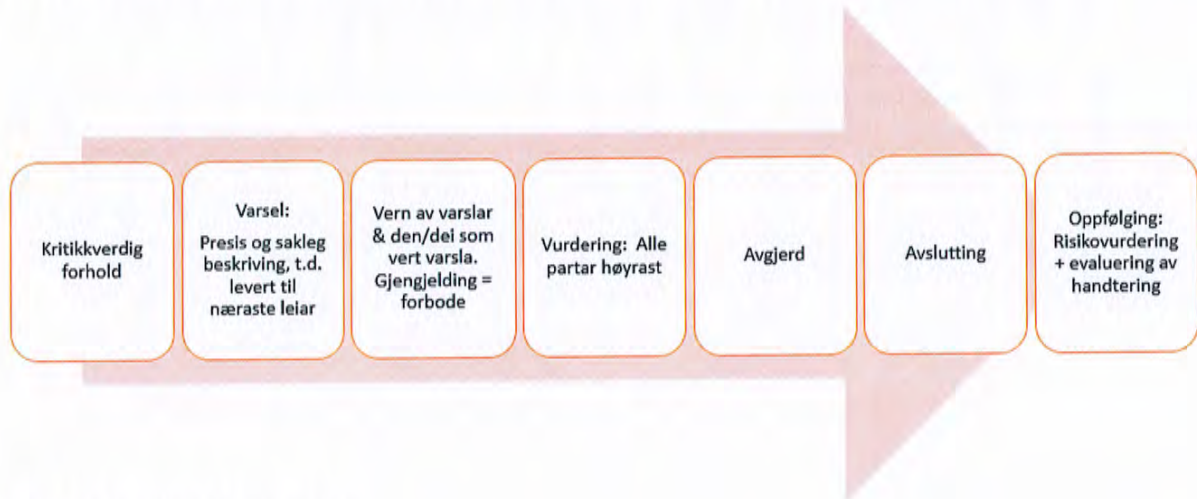 Kritikkverdig
forhold
Varsel:
Presis og sakleg
beskriving, t.d.
levert til
næraste leiar
Vern av varslar
& den/dei som
vert varsla.
Gjengjelding =
forbode
Vurdering: Alle
partar høyrast
Avgjerd
Avslutting
Oppfølging:
Risikovurdering
+ evaluering av
handtering